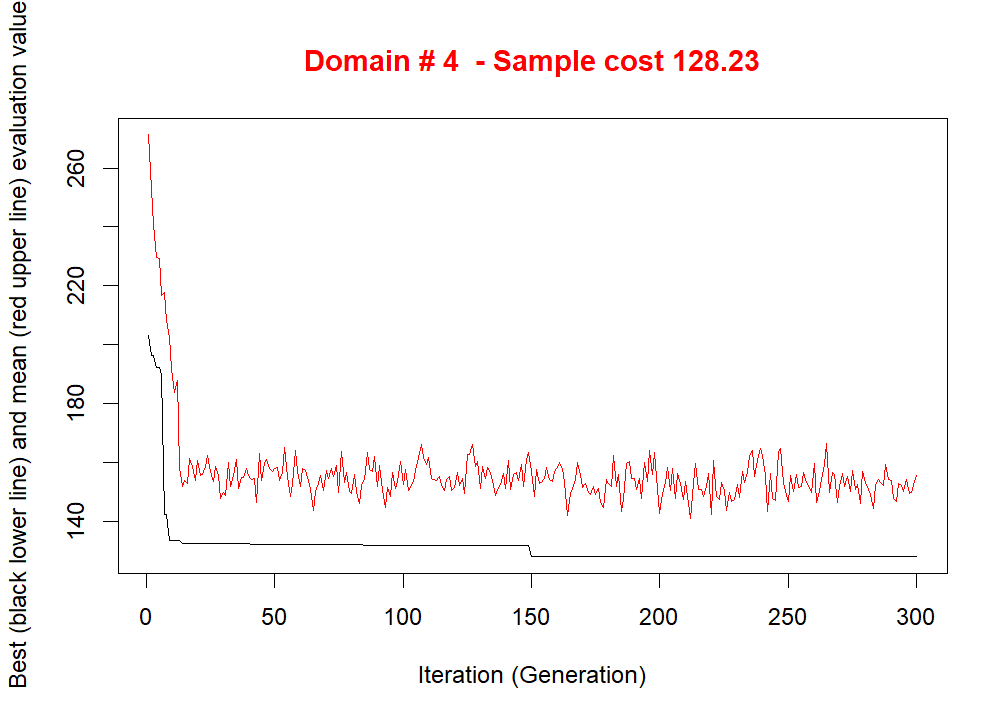 Domain # 4  - Sample cost 128.23
Best (black lower line) and mean (red upper line) evaluation value
260
220
180
140
0 50 100 150 200 250 300
Iteration (Generation)